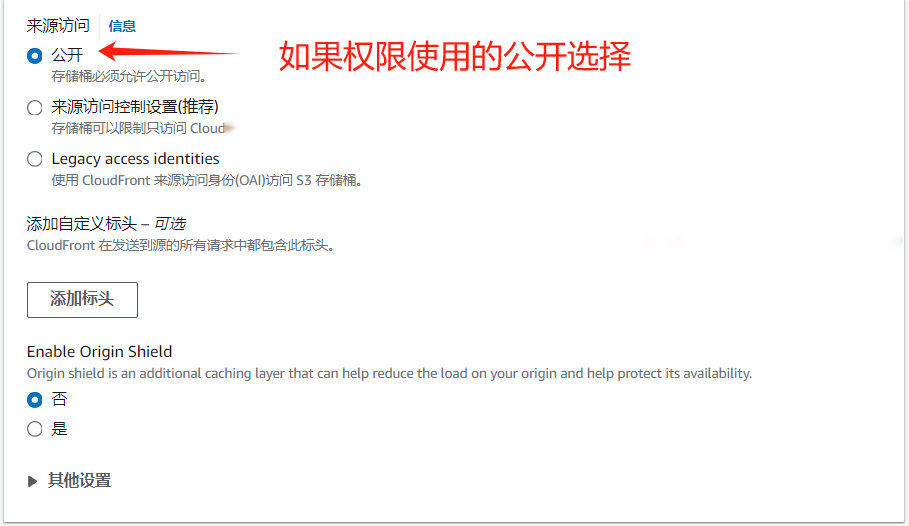 来源访问 信息
公开
如果权限使用的公开选择
存储桶必须允许公开访问。
来源访问控制设置(推荐)
存储桶可以限制只访问 Cloud
Legacy access identities
使用 CloudFront 来源访问身份(OAI)访问 S3 存储桶。
添加自定义标头 – 可选
CloudFront 在发送到源的所有请求中都包含此标头。
添加标头
Enable Origin Shield
Origin shield is an additional caching layer that can help reduce the load on your origin and help protect its availability.
否
是
其他设置